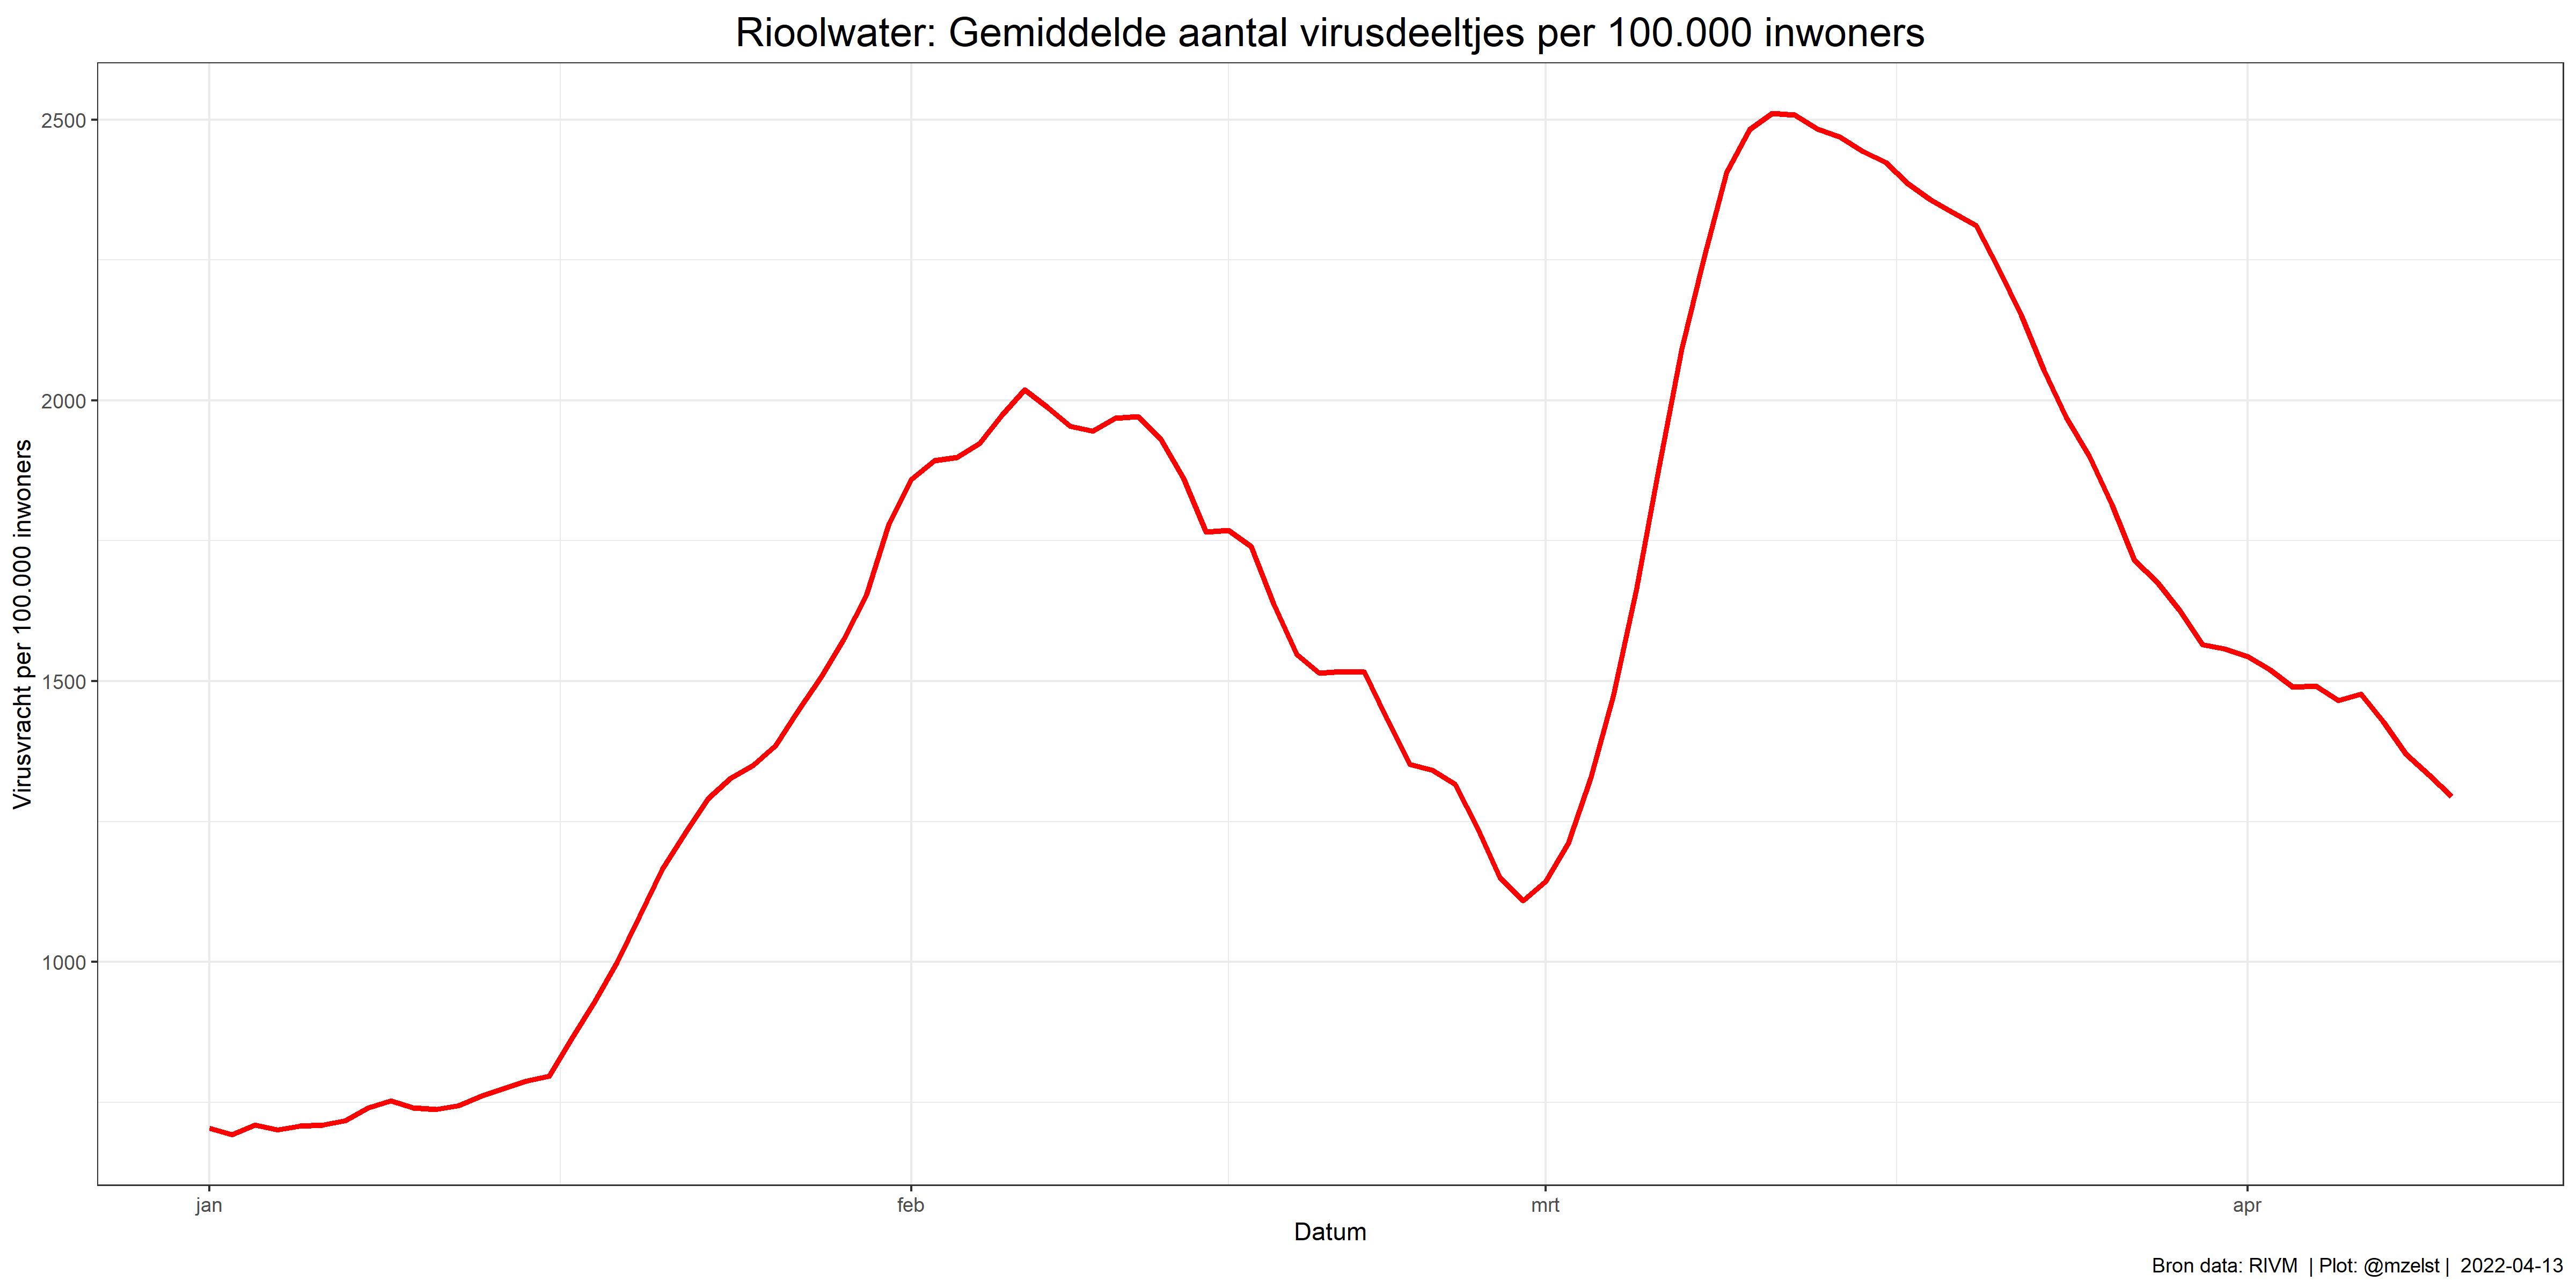 Rioolwater: Gemiddelde aantal virusdeeltjes per 100.000 inwoners
Virusvracht per 100.000 inwoners
2500
2000
1500
1000
jan feb mrt apr
Datum
Bron data: RIVM | Plot: @mzelst | 2022-04-13